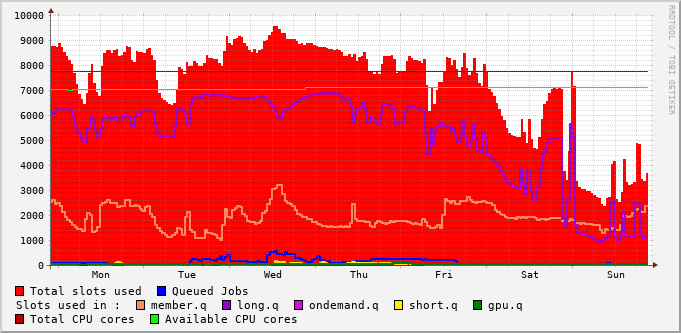 10000
9000
8000
7000
6000
5000
4000
3000
2000
1000
0
Mon Tue Wed Thu Fri Sat Sun
RRDTOOL / TOBI OETIKER
Total slots used Queued Jobs
Slots used in : member.q long.q ondemand.q short.q gpu.q
Total CPU cores Available CPU cores